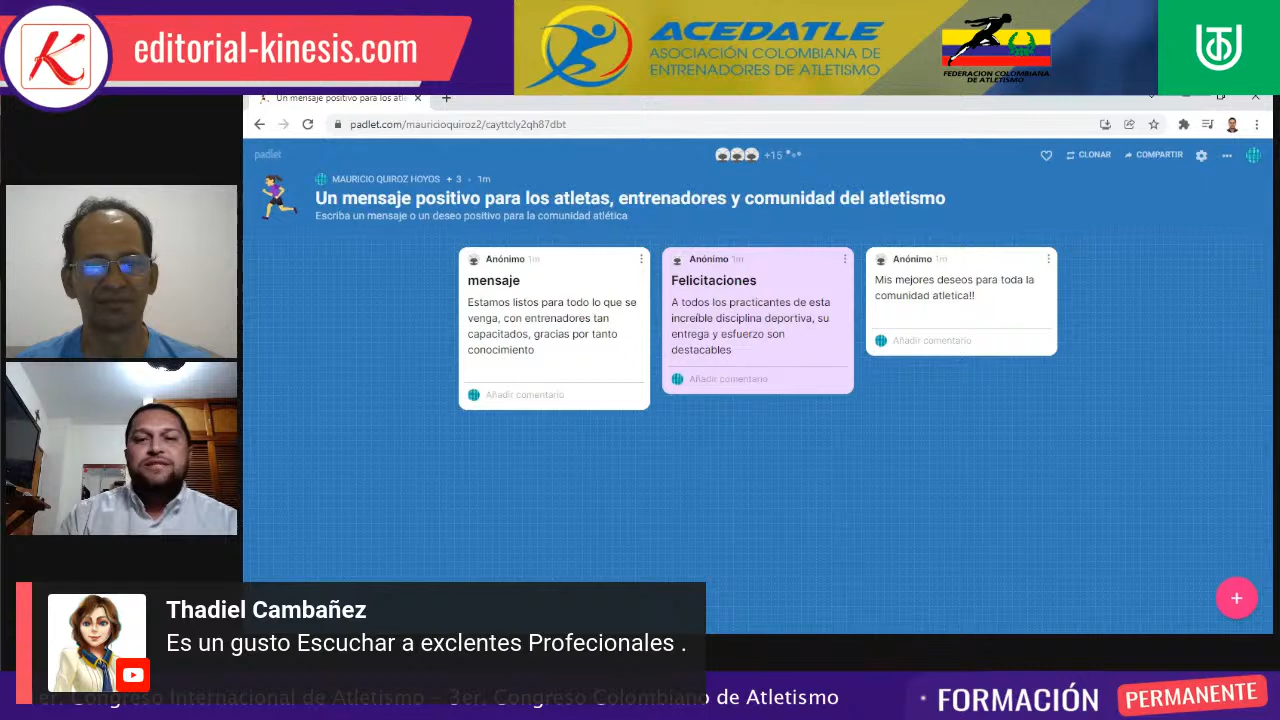 editorial-kinesis.com
ACEDATLE
ASOCIACIÓN COLOMBIANA DE
ENTRENADORES DE ATLETISMO
FEDERACION COLOMBIANA
DE ATLETISMO
Un mensaje positivo para los atlet
padlet.com/mauricioquiroz2/cayttcly2qh87dbt
padlet
+15
CLONAR
COMPARTIR
MAURICIO QUIROZ HOYOS + 3 • 1m
Un mensaje positivo para los atletas, entrenadores y comunidad del atletismo
Escriba un mensaje o un deseo positivo para la comunidad atlética
Anónimo 1m
mensaje
Estamos listos para todo lo que se
venga, con entrenadores tan
capacitados, gracias por tanto
conocimiento
Añadir comentario
Anónimo 1m
Felicitaciones
A todos los practicantes de esta
increíble disciplina deportiva, su
entrega y esfuerzo son
destacables
Añadir comentario
Anónimo 1m
Mis mejores deseos para toda la
comunidad atletica!!
Añadir comentario
Thadiel Cambañez
Es un gusto Escuchar a exclentes Profecionales .
er. Congreso Internacional de Atletismo - 3er. Congreso Colombiano de Atletismo
FORMACIÓN
PERMANENTE